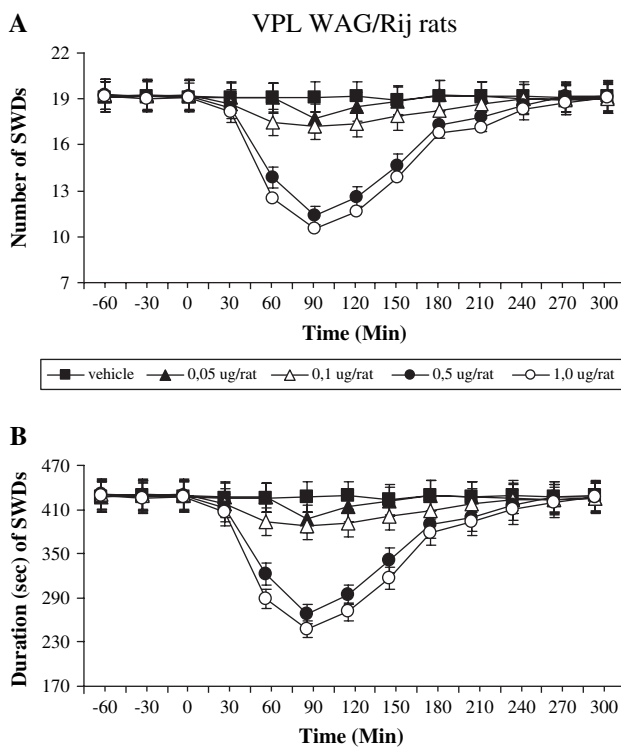 A
VPL WAG/Rij rats
22
19
16
13
10
7
Number of SWDs
-60 -30 0 30 60 90 120 150 180 210 240 270 300
Time (Min)
vehicle 0,05 ug/rat 0,1 ug/rat 0,5 ug/rat 1,0 ug/rat
B
470
410
350
290
230
170
Duration (sec) of SWDs
-60 -30 0 30 60 90 120 150 180 210 240 270 300
Time (Min)